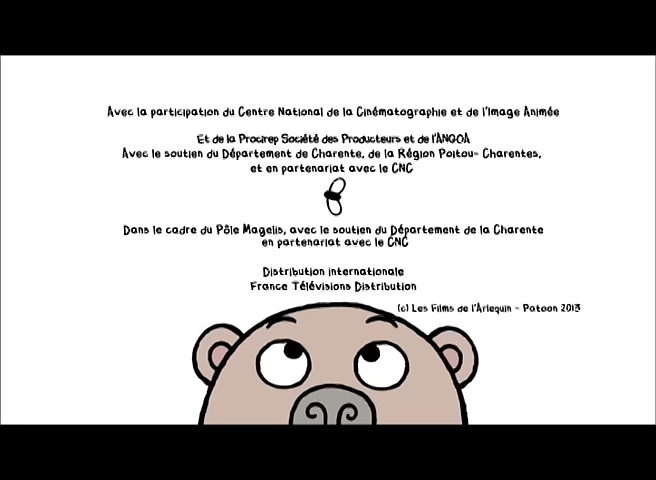 Avec la participation du Centre National de la Cinématographie et de l'Image Animée
Et de la Procirep Société des Producteurs et de l'ANGOA
Avec le soutien du Département de Charente, de la Région Poitou- Charentes,
et en partenariat avec le CNC
Dans le cadre du Pôle Magelis, avec le soutien du Département de la Charente
en partenariat avec le CNC
Distribution internationale
France Télévisions Distribution
(c) Les Films de l'Arlequin - Patoon 2013